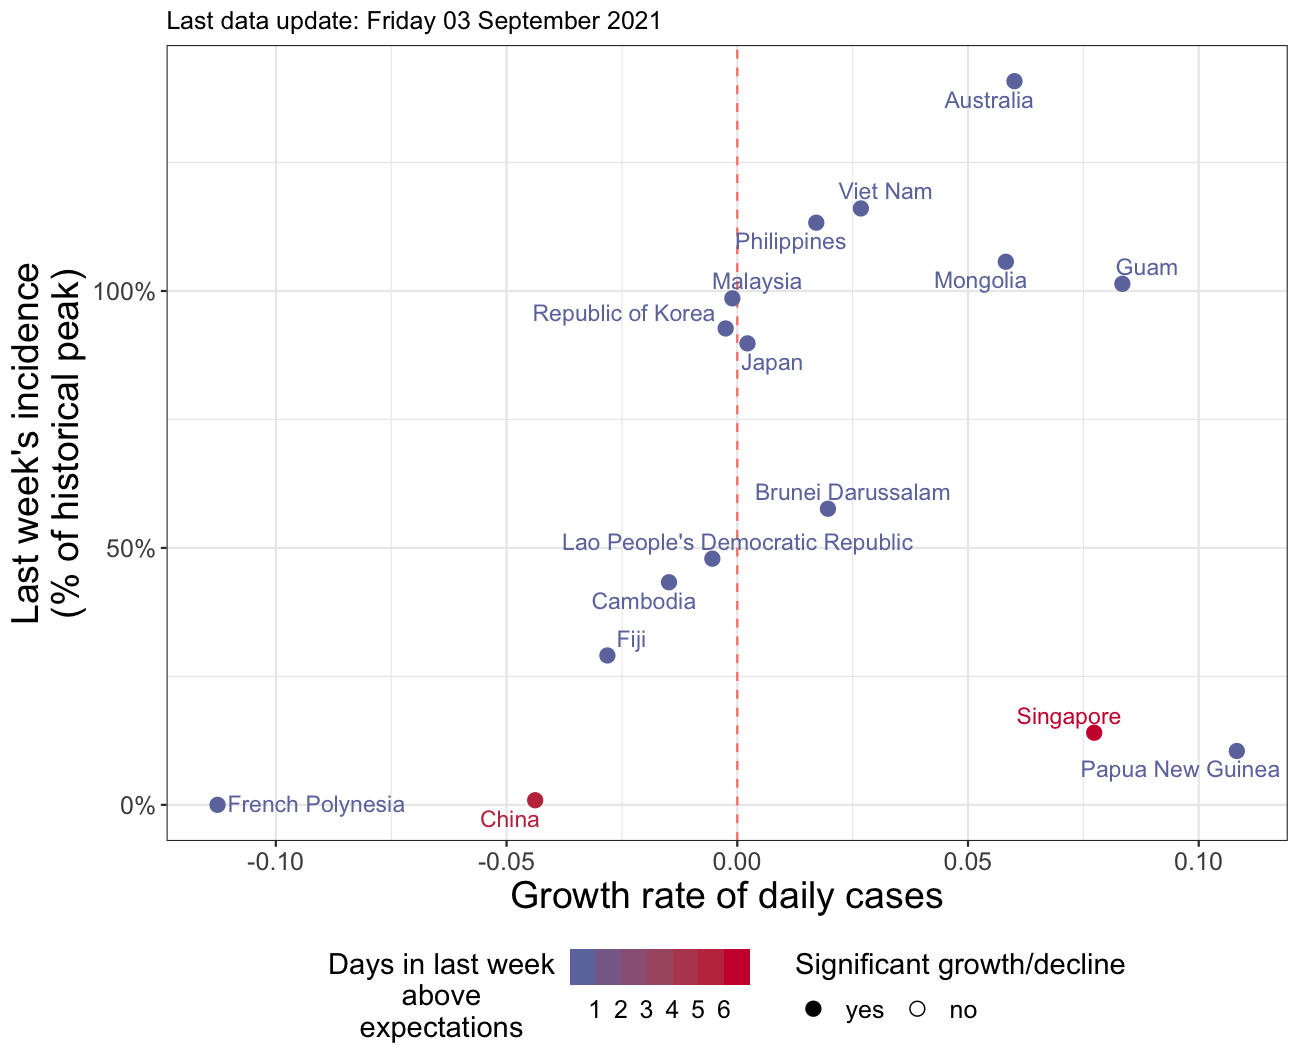 Last data update: Friday 03 September 2021
Australia
Viet Nam
Philippines
Guam
Mongolia
Malaysia
100%
Republic of Korea
Japan
Last week's incidence
(% of historical peak)
Brunei Darussalam
Lao People's Democratic Republic
50%
Cambodia
Fiji
Singapore
Papua New Guinea
0%
French Polynesia
China
-0.10 -0.05 0.00 0.05 0.10
Growth rate of daily cases
Days in last week
above
expectations
1 2 3 4 5 6
Significant growth/decline
yes no